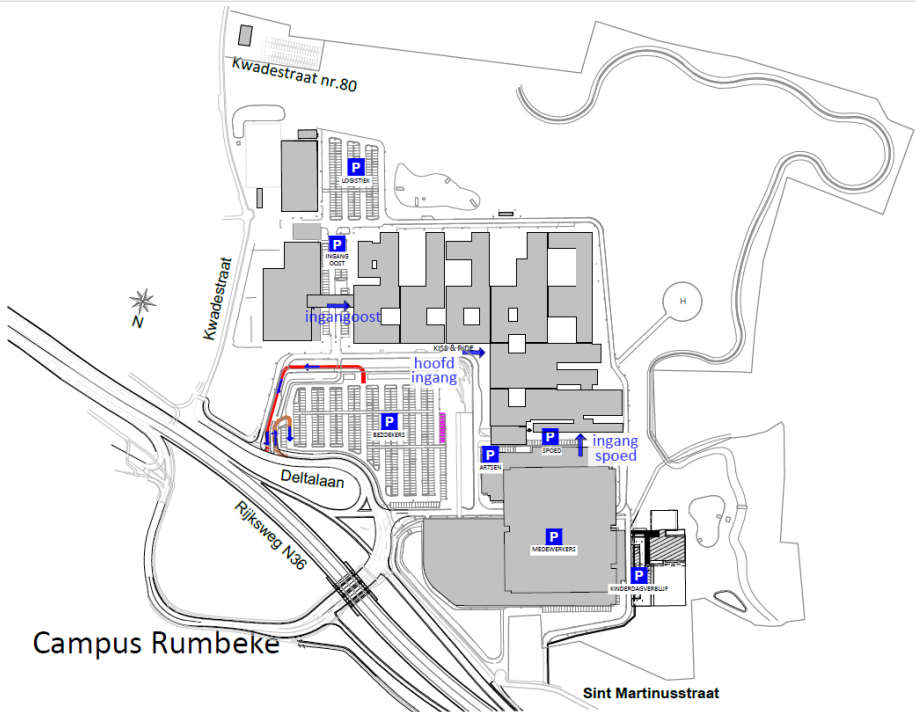 Kwadestraat nr.80
P
LOGISTIEK
P
INGANG
OOST
Kwadestraat
N
ingangoost
H
KISS & RIDE
hoofd
ingang
P
BEZOEKERS
P
SPOED
ingang
spoed
P
ARTSEN
Deltalaan
Rijksweg N36
P
MEDEWERKERS
P
KINDERDAGVERBLIJF
Campus Rumbeke
Sint Martinusstraat